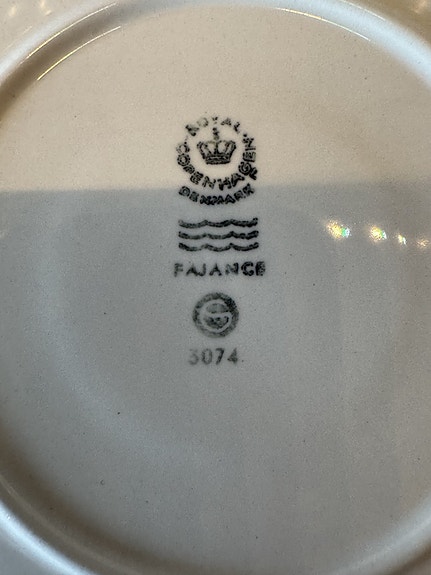 ROYAL
COPENHAGEN
DENMARK
FAJANCE
3074